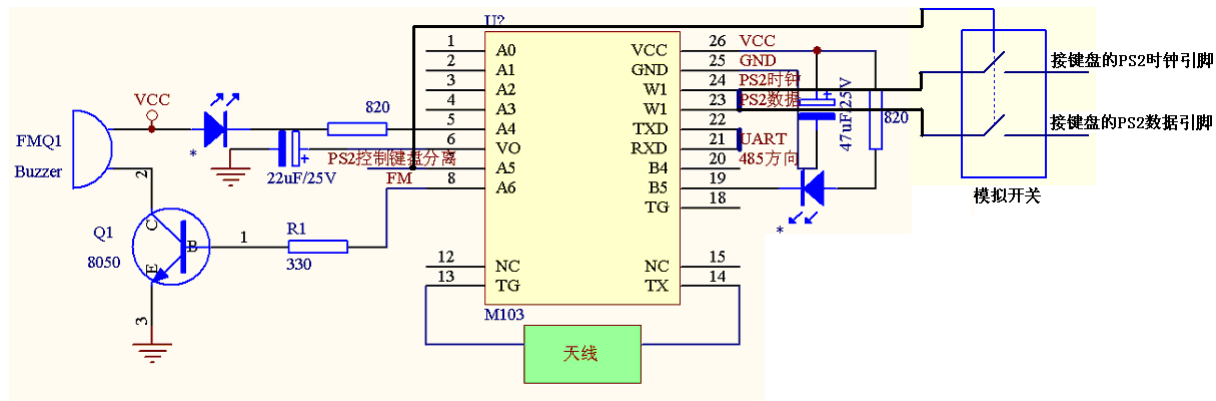 U?
1 A0
2 A1
3 A2
4 A3
5 A4
6 VO
7 A5
8 A6
12 NC
13 TG
VCC 26 VCC
GND 25 GND
W1 24 PS2时钟
W1 23 PS2数据
TXD 22
RXD 21 UART
B4 20 485方向
B5 19
TG 18
NC 15
TX 14
M103
天线
VCC
FMQ1
Buzzer
*
820
22uF/25V
PS2控制键盘分离
FM
2
Q1
8050
C
B
E
1
R1
330
3
47uF/25V
820
*
接键盘的PS2时钟引脚
接键盘的PS2数据引脚
模拟开关